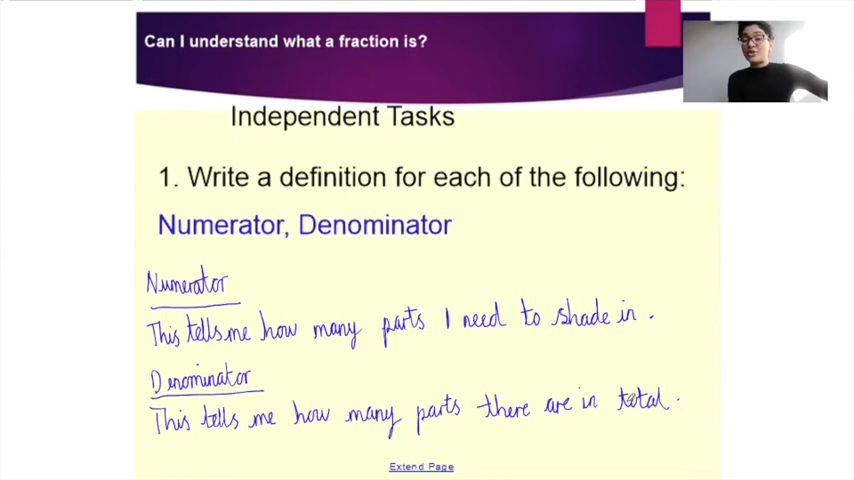 Can I understand what a fraction is?
Independent Tasks
1. Write a definition for each of the following:
Numerator, Denominator
Numerator
This tells me how many parts I need to shade in.
Denominator
This tells me how many parts there are in total.
Extend Page